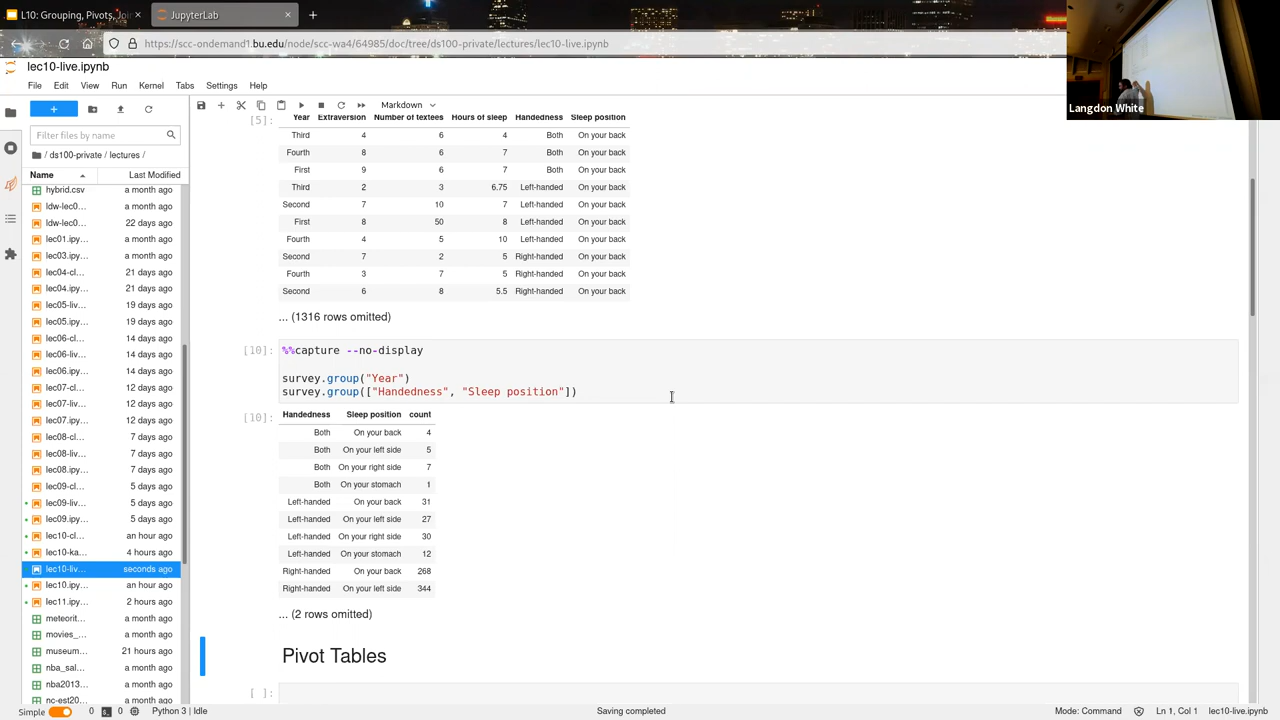 L10: Grouping, Pivots, Jo
JupyterLab
https://scc-ondemand1.bu.edu/node/scc-wa4/64985/doc/tree/ds100-private/lectures/lec10-live.ipynb
Langdon White
lec10-live.ipynb
File Edit View Run Kernel Tabs Settings Help
+
Markdown
Filter files by name
/ ds100-private / lectures /
Name Last Modified
hybrid.csv a month ago
ldw-lec0... a month ago
ldw-lec0... 22 days ago
lec01.ipy... a month ago
lec03.ipy... a month ago
lec04-cl... 21 days ago
lec04.ipy... 21 days ago
lec05-liv... 19 days ago
lec05.ipy... 19 days ago
lec06-cl... 14 days ago
lec06-liv... 14 days ago
lec06.ipy... 14 days ago
lec07-cl... 12 days ago
lec07-liv... 12 days ago
lec07.ipy... 12 days ago
lec08-cl... 7 days ago
lec08-liv... 7 days ago
lec08.ipy... 7 days ago
lec09-cl... 5 days ago
lec09-liv... 5 days ago
lec09.ipy... 5 days ago
lec10-cl... an hour ago
lec10-ka... 4 hours ago
lec10-liv... seconds ago
lec10.ipy... an hour ago
lec11.ipy... 2 hours ago
meteorit... a month ago
movies_... a month ago
museum... 21 hours ago
nba_sal... a month ago
nba2013... a month ago
nc-est20... a month ago
[5]: Year Extraversion Number of textees Hours of sleep Handedness Sleep position
Third 4 6 4 Both On your back
Fourth 8 6 7 Both On your back
First 9 6 7 Both On your back
Third 2 3 6.75 Left-handed On your back
Second 7 10 7 Left-handed On your back
First 8 50 8 Left-handed On your back
Fourth 4 5 10 Left-handed On your back
Second 7 2 5 Right-handed On your back
Fourth 3 7 5 Right-handed On your back
Second 6 8 5.5 Right-handed On your back
... (1316 rows omitted)
[10]: %%capture --no-display
survey.group("Year")
survey.group(["Handedness", "Sleep position"])
[10]: Handedness Sleep position count
Both On your back 4
Both On your left side 5
Both On your right side 7
Both On your stomach 1
Left-handed On your back 31
Left-handed On your left side 27
Left-handed On your right side 30
Left-handed On your stomach 12
Right-handed On your back 268
Right-handed On your left side 344
... (2 rows omitted)
Pivot Tables
[ ]:
Simple 0 0 Python 3 | Idle Saving completed Mode: Command Ln 1, Col 1 lec10-live.ipynb